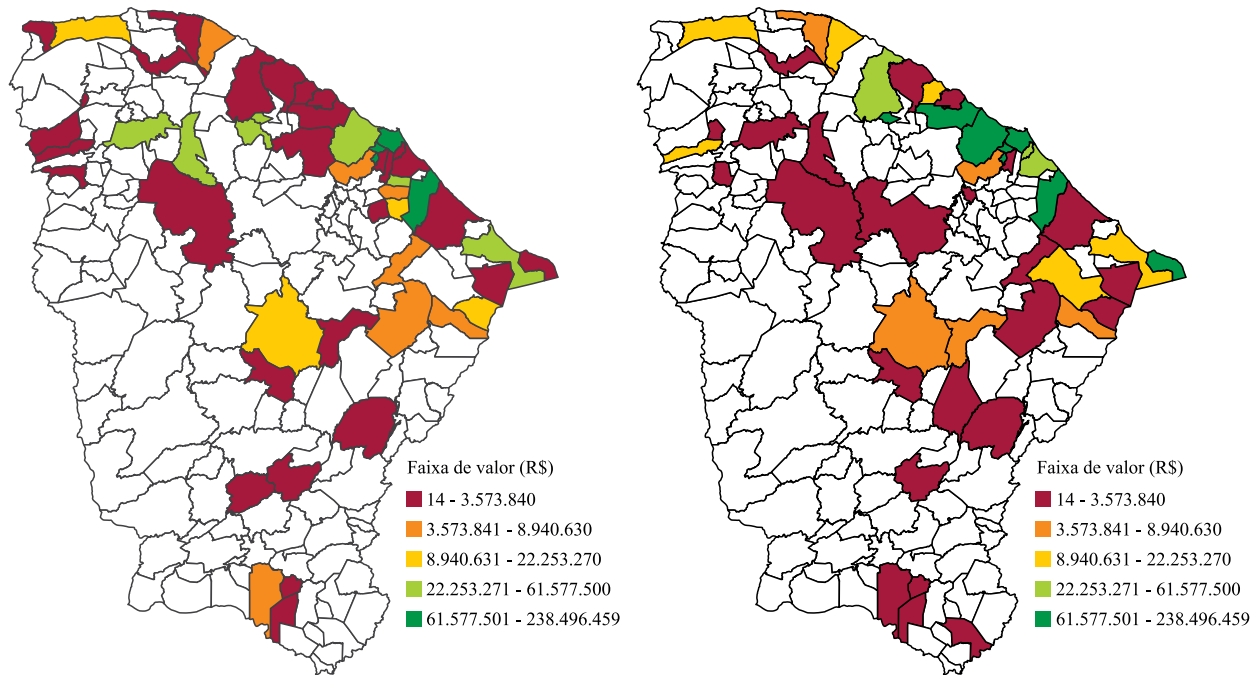 Faixa de valor (R$)
14 - 3.573.840
3.573.841 - 8.940.630
8.940.631 - 22.253.270
22.253.271 - 61.577.500
61.577.501 - 238.496.459
Faixa de valor (R$)
14 - 3.573.840
3.573.841 - 8.940.630
8.940.631 - 22.253.270
22.253.271 - 61.577.500
61.577.501 - 238.496.459